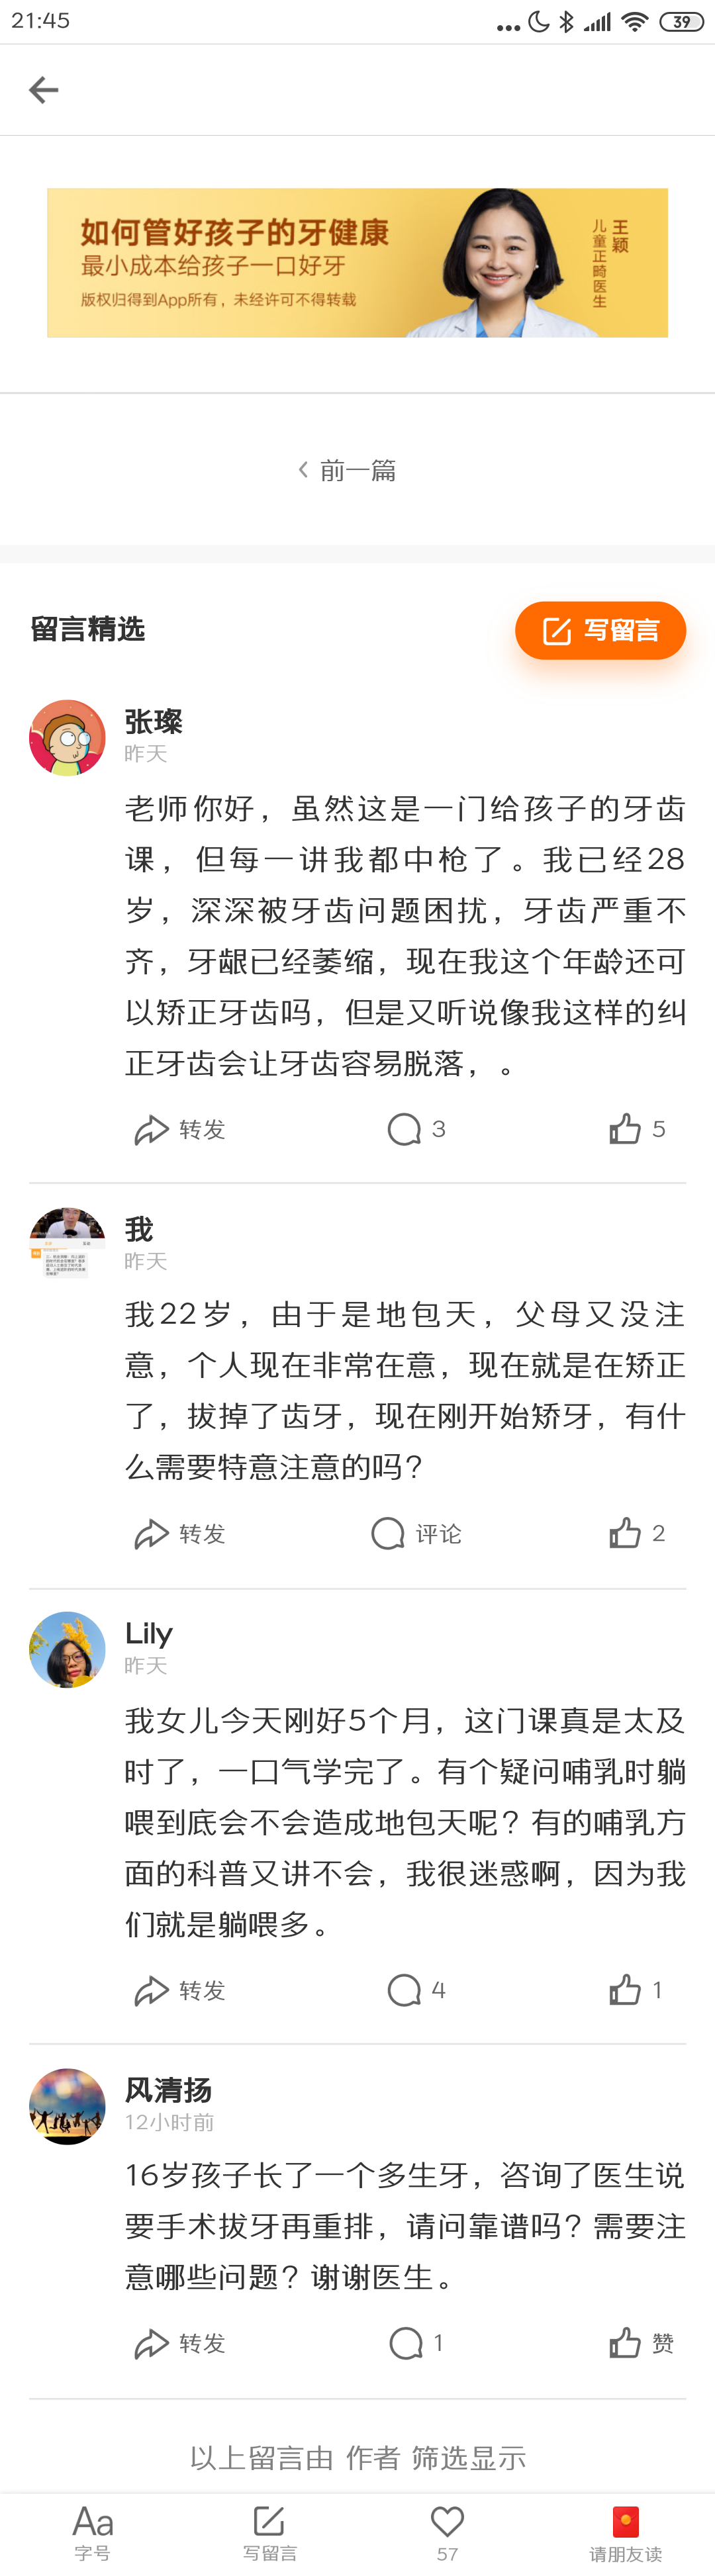 21:45
39
如何管好孩子的牙健康
最小成本给孩子一口好牙
版权归得到App所有，未经许可不得转载
王颖
儿童正畸医生
前一篇
留言精选
写留言
张璨
昨天
老师你好，虽然这是一门给孩子的牙齿
课，但每一讲我都中枪了。我已经28
岁，深深被牙齿问题困扰，牙齿严重不
齐，牙龈已经萎缩，现在我这个年龄还可
以矫正牙齿吗，但是又听说像我这样的纠
正牙齿会让牙齿容易脱落，。
转发 3 5
我
昨天
我22岁，由于是地包天，父母又没注
意，个人现在非常在意，现在就是在矫正
了，拔掉了齿牙，现在刚开始矫牙，有什
么需要特意注意的吗？
转发 评论 2
Lily
昨天
我女儿今天刚好5个月，这门课真是太及
时了，一口气学完了。有个疑问哺乳时躺
喂到底会不会造成地包天呢？有的哺乳方
面的科普又讲不会，我很迷惑啊，因为我
们就是躺喂多。
转发 4 1
风清扬
12小时前
16岁孩子长了一个多生牙，咨询了医生说
要手术拔牙再重排，请问靠谱吗？需要注
意哪些问题？谢谢医生。
转发 1 赞
以上留言由 作者 筛选显示
Aa
字号 写留言 57 请朋友读